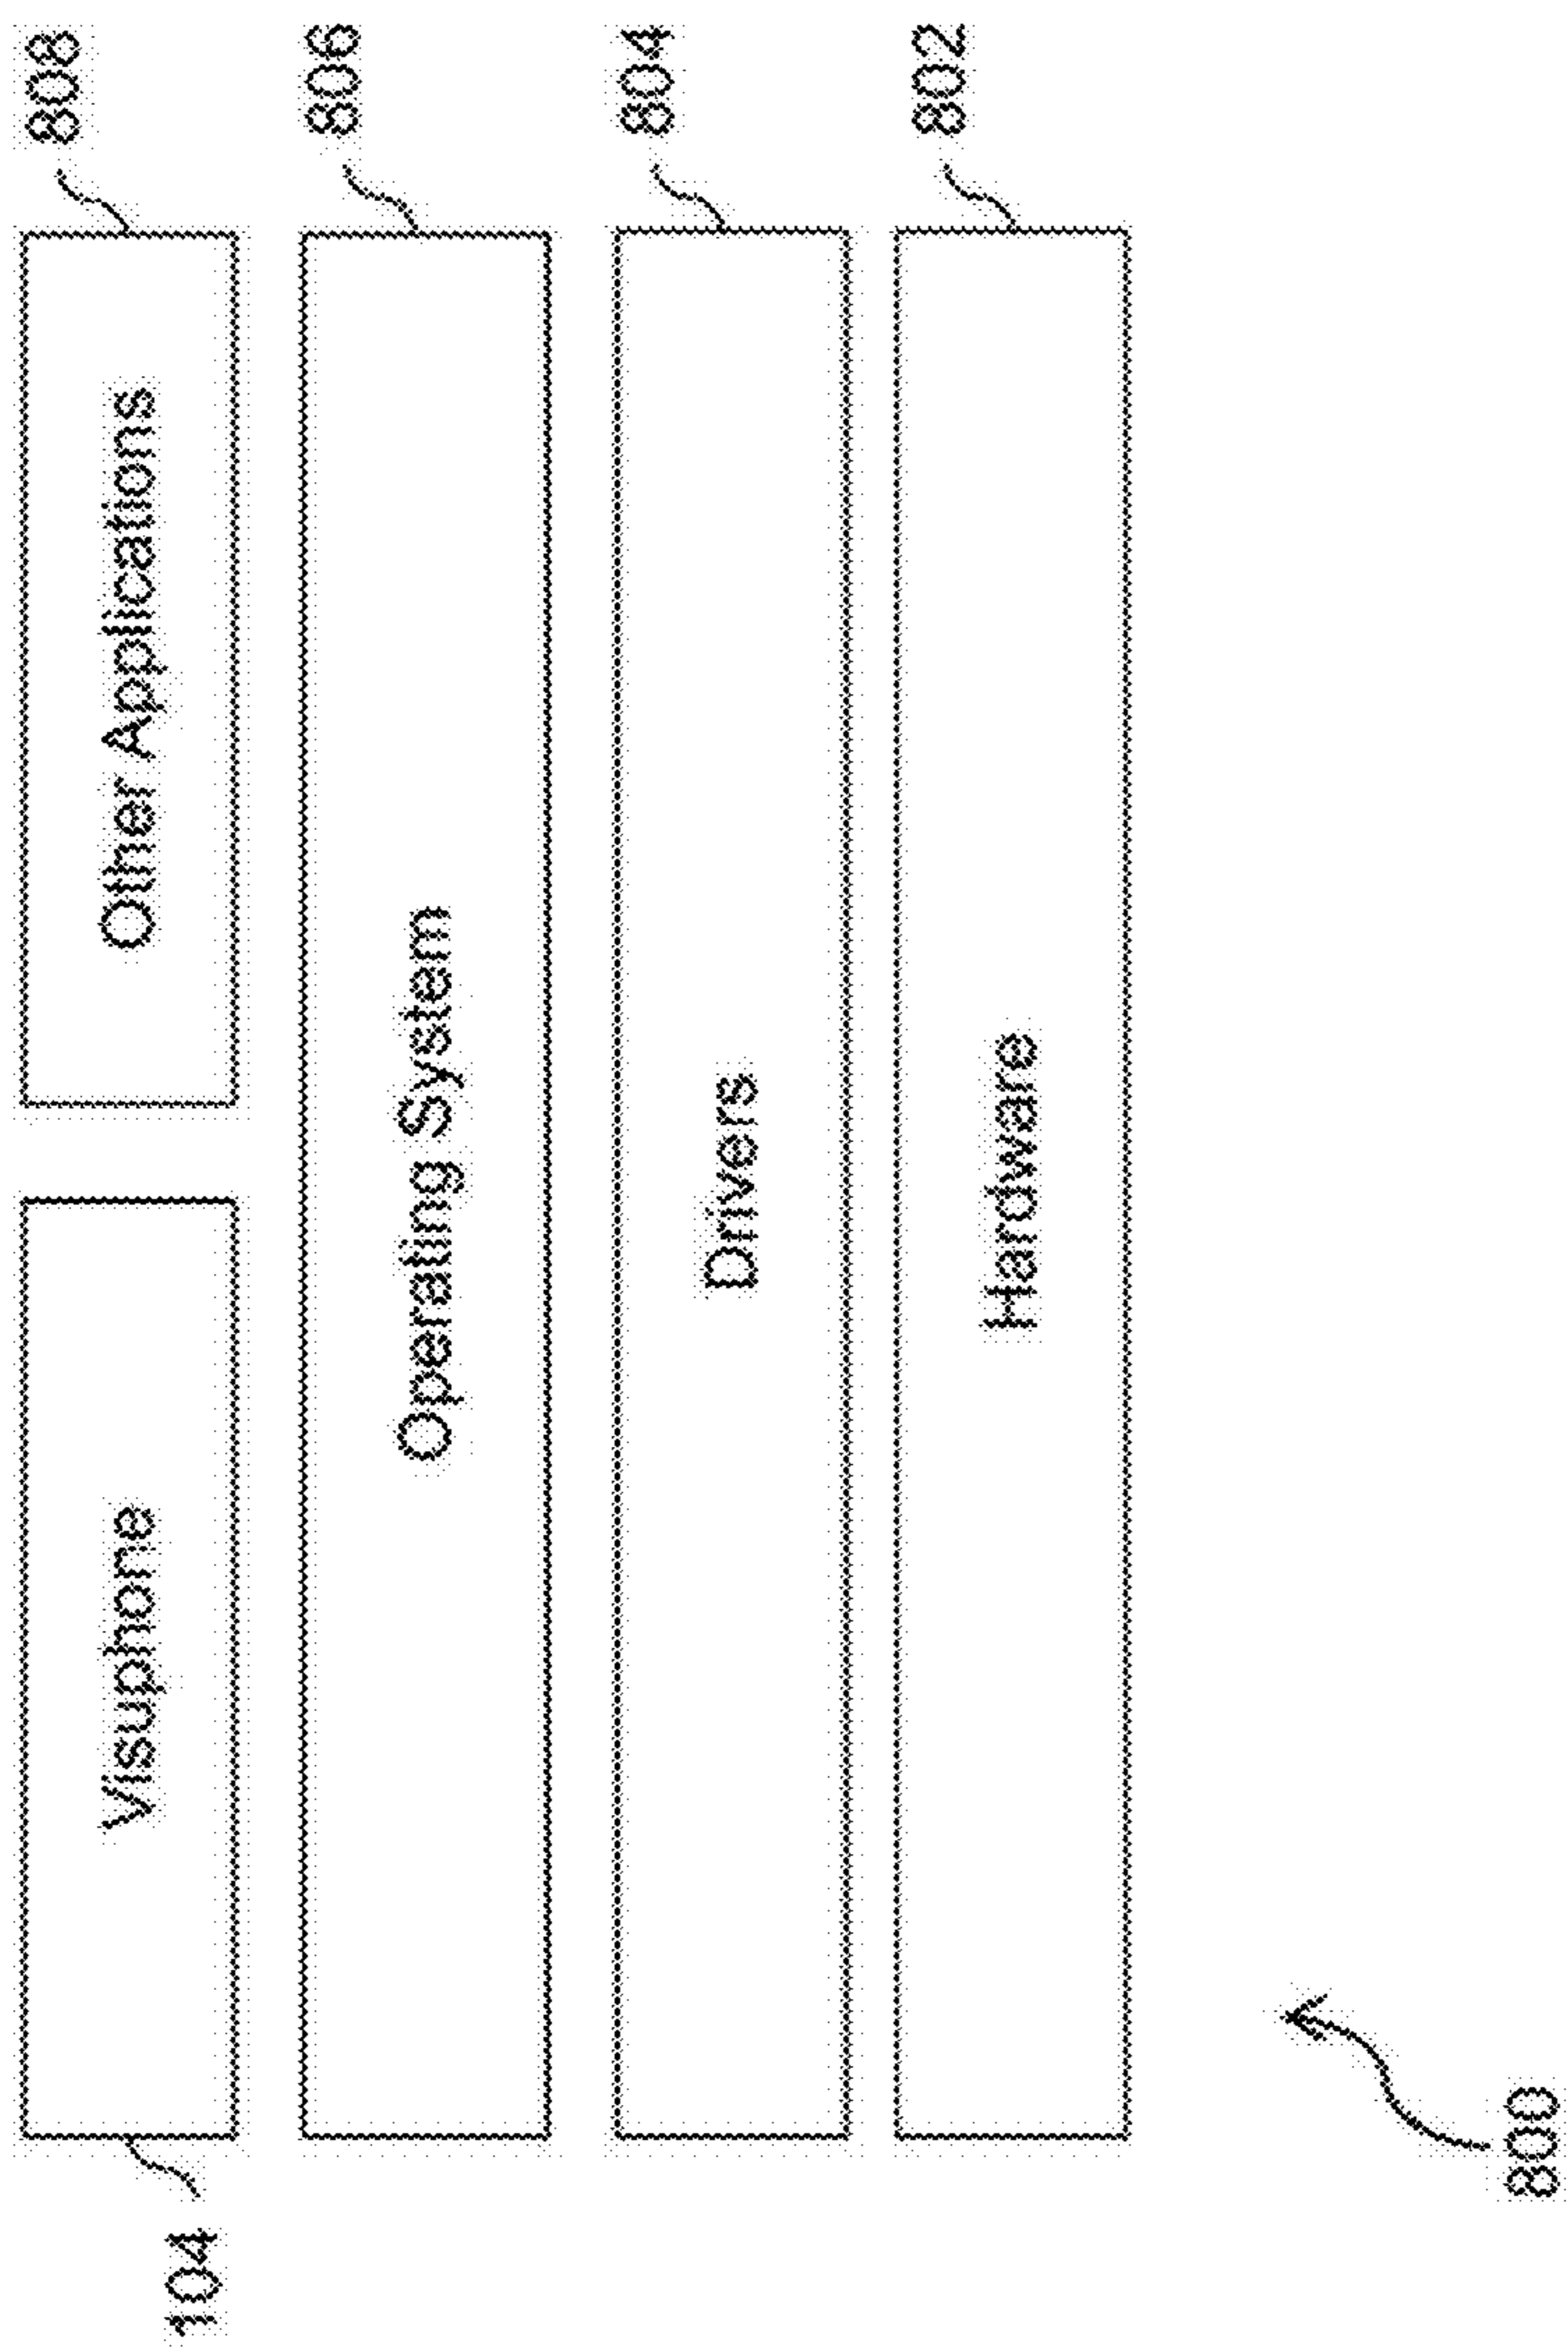 104
Visuphone
Other Applications
808
Operating System
806
Drivers
804
Hardware
802
800